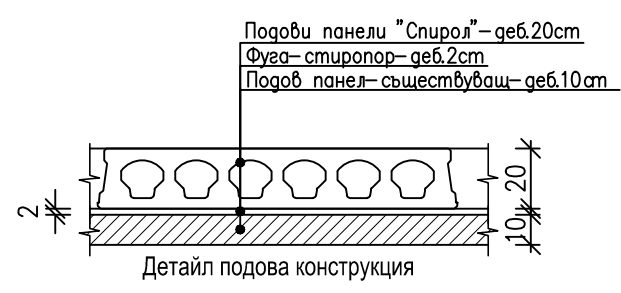 Подови панели "Спирол"-деб.20cm
Фуга-стиропор-деб.2cm
Подов панел-съществуващ-деб.10cm
20
2
10
Детайл подова конструкция